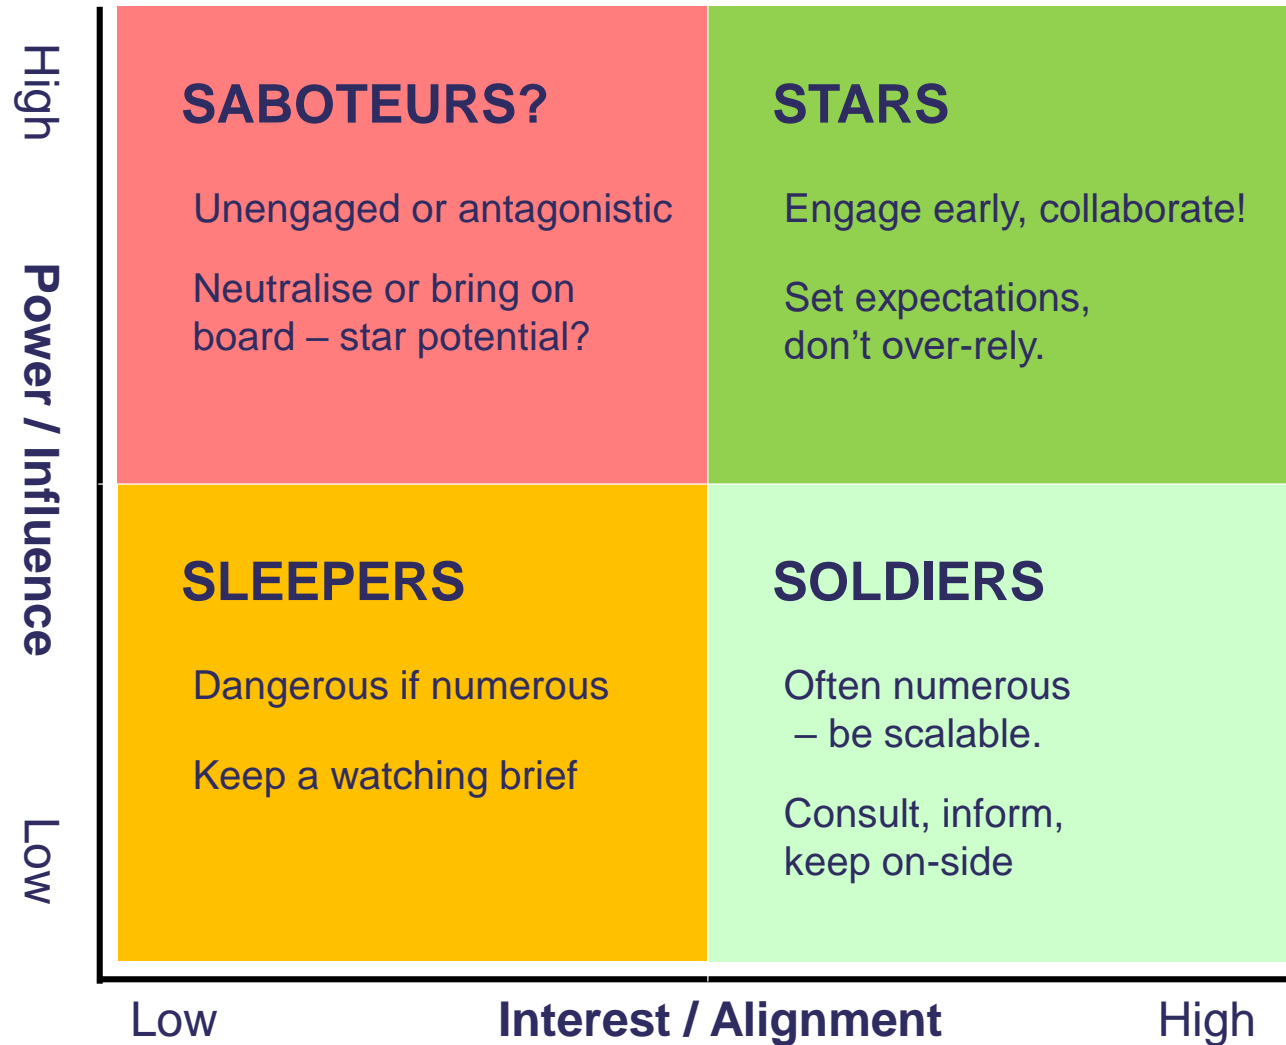 High
Power / Influence
Low
SABOTEURS?
Unengaged or antagonistic
Neutralise or bring on
board – star potential?
STARS
Engage early, collaborate!
Set expectations,
don’t over-rely.
SLEEPERS
Dangerous if numerous
Keep a watching brief
SOLDIERS
Often numerous
– be scalable.
Consult, inform,
keep on-side
Low
Interest / Alignment
High